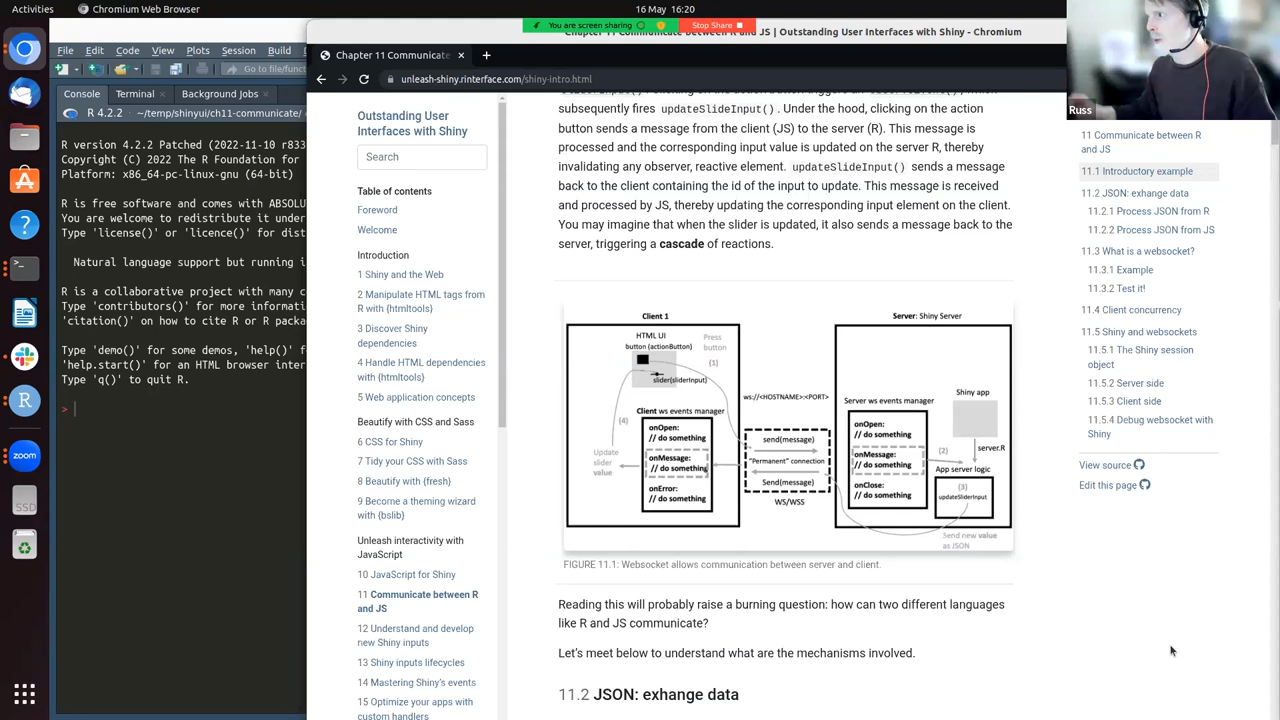 Activities
Chromium Web Browser
16 May 16:20
You are screen sharing
Stop Share
Chapter 11 Communicate between R and JS | Outstanding User Interfaces with Shiny - Chromium
File Edit Code View Plots Session Build
Go to file/func
Console Terminal Background Jobs
R 4.2.2 · ~/temp/shinyui/ch11-communicate/
R version 4.2.2 Patched (2022-11-10 r833
Copyright (C) 2022 The R Foundation for
Platform: x86_64-pc-linux-gnu (64-bit)
R is free software and comes with ABSOLU
You are welcome to redistribute it under
Type 'license()' or 'licence()' for dist
Natural language support but running i
R is a collaborative project with many c
Type 'contributors()' for more informati
'citation()' on how to cite R or R packa
Type 'demo()' for some demos, 'help()' f
'help.start()' for an HTML browser inter
Type 'q()' to quit R.
>
zoom
SSD
Chapter 11 Communicate
unleash-shiny.rinterface.com/shiny-intro.html
Outstanding User
Interfaces with Shiny
Search
Table of contents
Foreword
Welcome
Introduction
1 Shiny and the Web
2 Manipulate HTML tags from
R with {htmltools}
3 Discover Shiny
dependencies
4 Handle HTML dependencies
with {htmltools}
5 Web application concepts
Beautify with CSS and Sass
6 CSS for Shiny
7 Tidy your CSS with Sass
8 Beautify with {fresh}
9 Become a theming wizard
with {bslib}
Unleash interactivity with
JavaScript
10 JavaScript for Shiny
11 Communicate between R
and JS
12 Understand and develop
new Shiny inputs
13 Shiny inputs lifecycles
14 Mastering Shiny's events
15 Optimize your apps with
custom handlers
subsequently fires updateSlideInput(). Under the hood, clicking on the action
button sends a message from the client (JS) to the server (R). This message is
processed and the corresponding input value is updated on the server R, thereby
invalidating any observer, reactive element. updateSlideInput() sends a message
back to the client containing the id of the input to update. This message is received
and processed by JS, thereby updating the corresponding input element on the client.
You may imagine that when the slider is updated, it also sends a message back to the
server, triggering a cascade of reactions.
Client 1
HTML UI
button (actionButton)
Press
button
(1)
slider(sliderInput)
(4)
Client ws events manager
onOpen:
// do something
onMessage:
// do something
onError:
// do something
Update
slider
value
ws://<HOSTNAME>:<PORT>
send(message)
"Permanent" connection
Send(message)
WS/WSS
Server: Shiny Server
Server ws events manager
onOpen:
// do something
onMessage:
// do something
onClose:
// do something
Shiny app
server.R
(2)
App server logic
(3)
updateSliderInput
Send new value
as JSON
FIGURE 11.1: Websocket allows communication between server and client.
Reading this will probably raise a burning question: how can two different languages
like R and JS communicate?
Let's meet below to understand what are the mechanisms involved.
11.2 JSON: exhange data
Russ
11 Communicate between R
and JS
11.1 Introductory example
11.2 JSON: exhange data
11.2.1 Process JSON from R
11.2.2 Process JSON from JS
11.3 What is a websocket?
11.3.1 Example
11.3.2 Test it!
11.4 Client concurrency
11.5 Shiny and websockets
11.5.1 The Shiny session
object
11.5.2 Server side
11.5.3 Client side
11.5.4 Debug websocket with
Shiny
View source
Edit this page